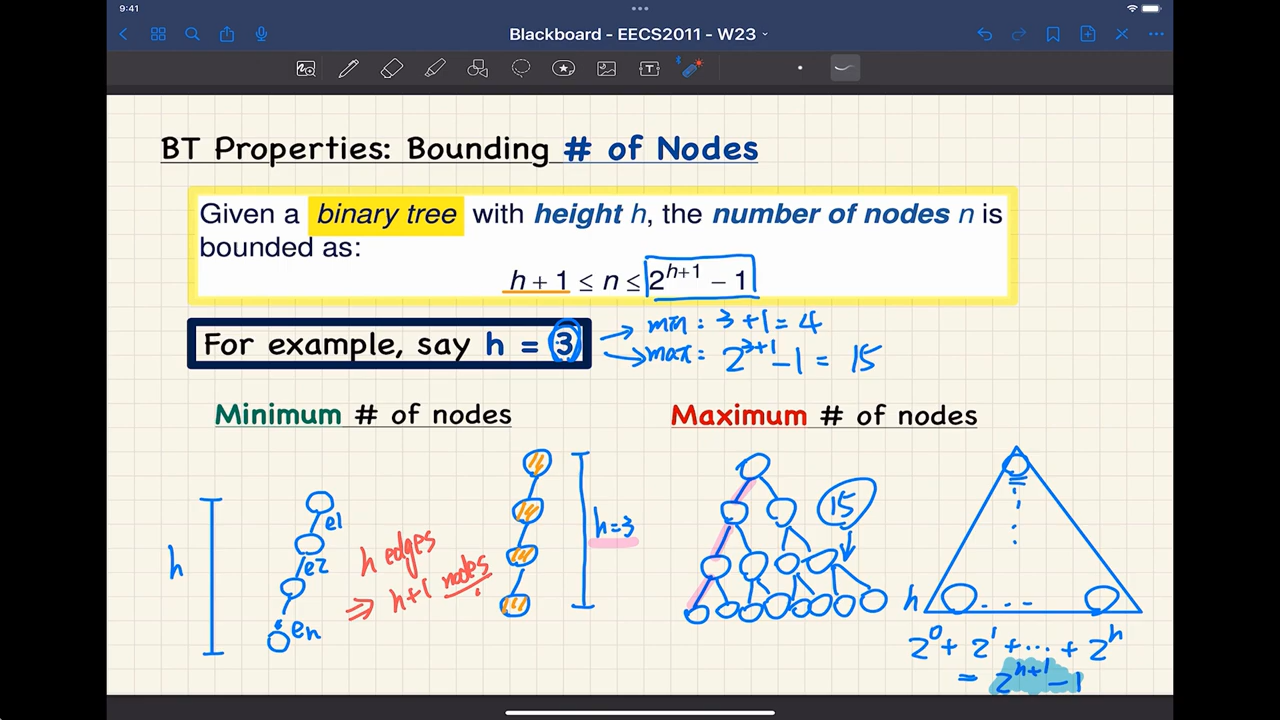 9:41
Blackboard - EECS2011 - W23
BT Properties: Bounding # of Nodes
Given a binary tree with height h, the number of nodes n is
bounded as:
h + 1 ≤ n ≤ 2^{h+1} − 1
For example, say h = 3
min : 3 + 1 = 4
max : 2^{3+1} - 1 = 15
Minimum # of nodes
Maximum # of nodes
h
e1
e2
en
h edges
⇒ h+1 nodes
h=3
15
h
2^0 + 2^1 + ... + 2^h
= 2^{h+1} - 1